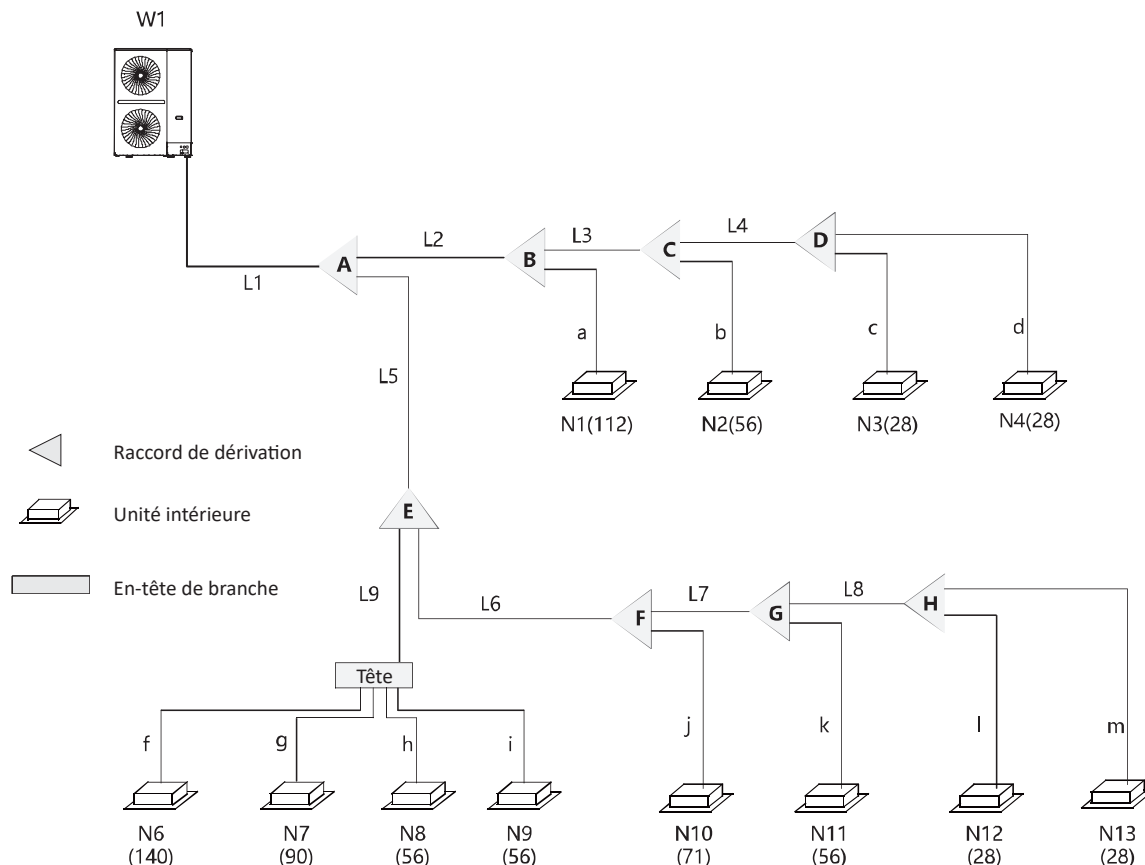 W1
L1
A
L2
B
L3
C
L4
D
a
b
c
d
N1(112)
N2(56)
N3(28)
N4(28)
L5
Raccord de dérivation
Unité intérieure
En-tête de branche
E
L9
L6
F
L7
G
L8
H
Tête
f
g
h
i
j
k
l
m
N6
(140)
N7
(90)
N8
(56)
N9
(56)
N10
(71)
N11
(56)
N12
(28)
N13
(28)